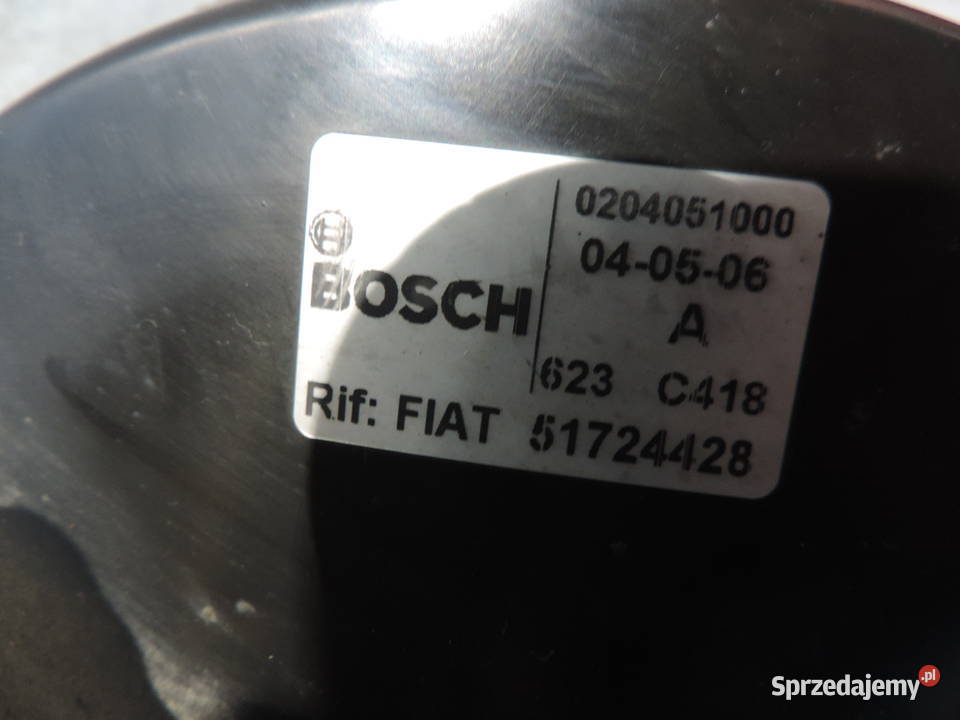 0204051000
04-05-06
BOSCH
A
623 C418
Rif: FIAT 51724428
Sprzedajemy.pl